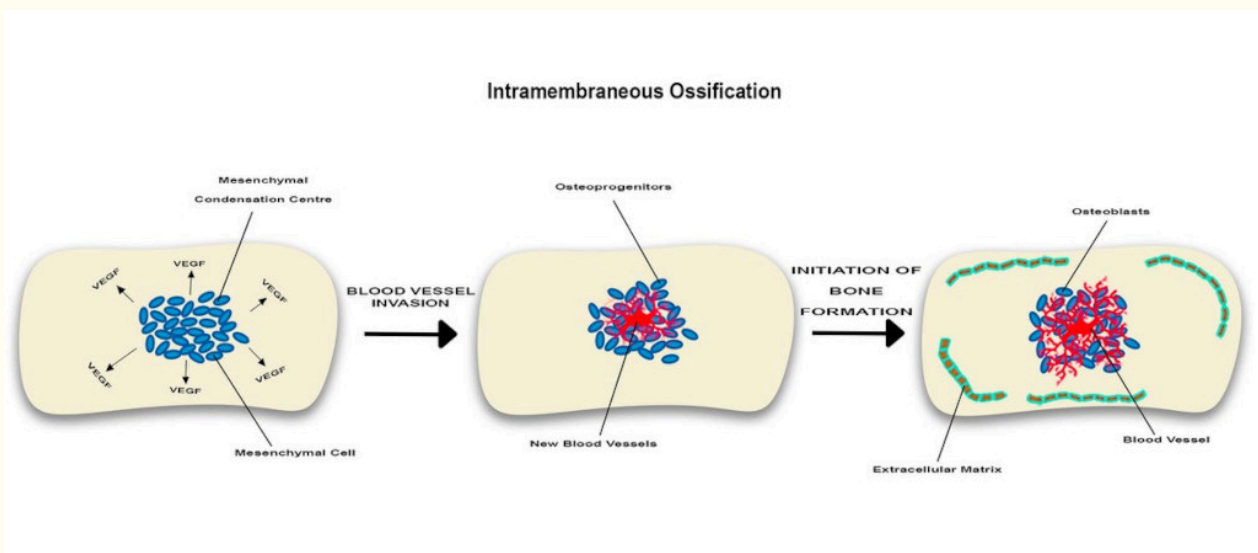 Intramembraneous Ossification
Mesenchymal
Condensation Centre
VEGF
VEGF
VEGF
VEGF
VEGF
VEGF
Mesenchymal Cell
BLOOD VESSEL
INVASION
Osteoprogenitors
New Blood Vessels
INITIATION OF
BONE
FORMATION
Osteoblasts
Extracellular Matrix
Blood Vessel